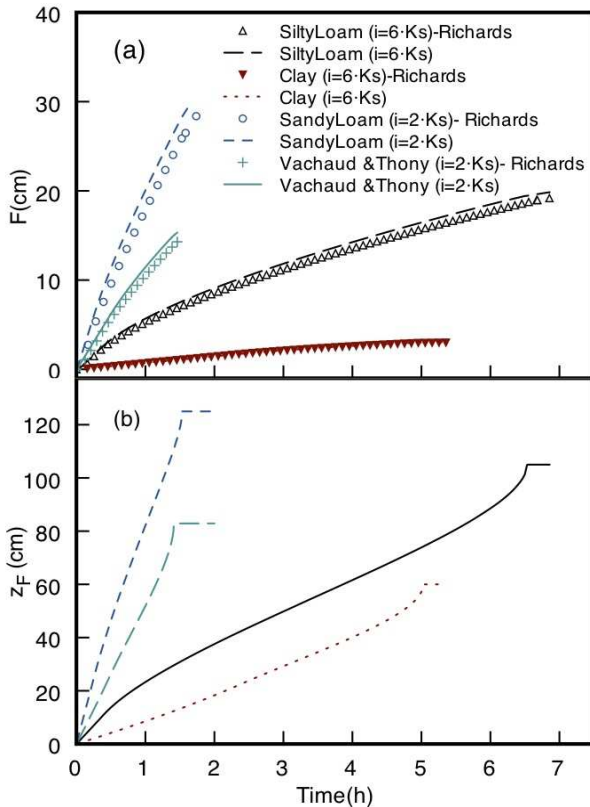 (a)
SiltyLoam (i=6·Ks)-Richards
SiltyLoam (i=6·Ks)
Clay (i=6·Ks)-Richards
Clay (i=6·Ks)
SandyLoam (i=2·Ks)- Richards
SandyLoam (i=2·Ks)
Vachaud &Thony (i=2·Ks)- Richards
Vachaud &Thony (i=2·Ks)
F(cm)
40
30
20
10
0
(b)
z_F (cm)
120
100
80
60
40
20
0
0 1 2 3 4 5 6 7
Time(h)